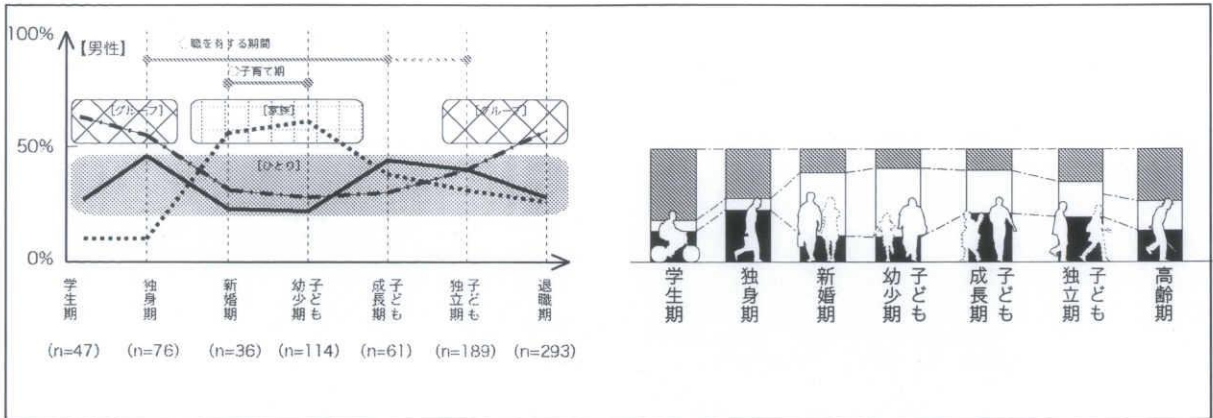 100%
【男性】
職を有する期間
子育て期
[グループ]
[家族]
[グループ]
50%
[ひとり]
0%
学生期
独身期
新婚期
子ども
幼少期
子ども
成長期
子ども
独立期
退職期
(n=47)
(n=76)
(n=36)
(n=114)
(n=61)
(n=189)
(n=293)
学生期
独身期
新婚期
子ども
幼少期
子ども
成長期
子ども
独立期
高齢期